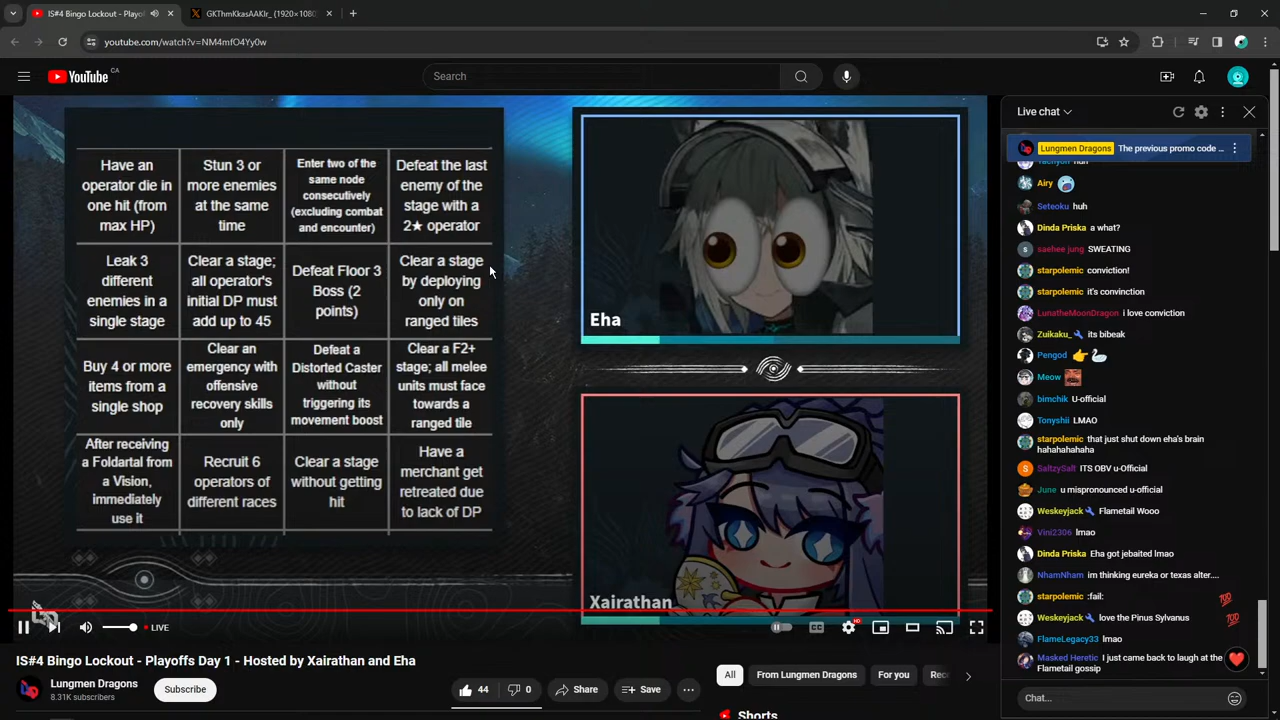 IS#4 Bingo Lockout - Playof
GKThmKkasAAKIr_ (1920×1080)
youtube.com/watch?v=NM4mfO4Yy0w
YouTube CA
Search
Have an
operator die in
one hit (from
max HP)
Stun 3 or
more enemies
at the same
time
Enter two of the
same node
consecutively
(excluding combat
and encounter)
Defeat the last
enemy of the
stage with a
2★ operator
Leak 3
different
enemies in a
single stage
Clear a stage;
all operator's
initial DP must
add up to 45
Defeat Floor 3
Boss (2
points)
Clear a stage
by deploying
only on
ranged tiles
Buy 4 or more
items from a
single shop
Clear an
emergency with
offensive
recovery skills
only
Defeat a
Distorted Caster
without
triggering its
movement boost
Clear a F2+
stage; all melee
units must face
towards a
ranged tile
After receiving
a Foldartal from
a Vision,
immediately
use it
Recruit 6
operators of
different races
Clear a stage
without getting
hit
Have a
merchant get
retreated due
to lack of DP
Eha
Xairathan
LIVE
CC
HD
IS#4 Bingo Lockout - Playoffs Day 1 - Hosted by Xairathan and Eha
Lungmen Dragons
8.31K subscribers
Subscribe
44
0
Share
Save
All
From Lungmen Dragons
For you
Rec
Shorts
Live chat
Lungmen Dragons The previous promo code ...
Airy
Seteoku huh
Dinda Priska a what?
saehee jung SWEATING
starpolemic conviction!
starpolemic it's conviction
LunatheMoonDragon i love conviction
Zuikaku_ its bibeak
Pengod 👉🦢
Meow
bimchik U-official
Tonyshii LMAO
starpolemic that just shut down eha's brain
hahahahahaha
SaltzySalt ITS OBV u-Official
June u mispronounced u-official
Weskeyjack Flametail Wooo
Vini2306 lmao
Dinda Priska Eha got jebaited lmao
NhamNham im thinking eureka or texas alter....
starpolemic :fail:
Weskeyjack love the Pinus Sylvanus
FlameLegacy33 lmao
Masked Heretic I just came back to laugh at the
Flametail gossip
Chat...